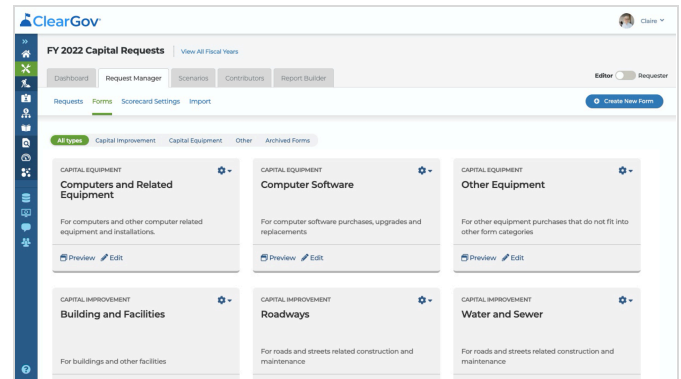 ClearGov
Claire
FY 2022 Capital Requests
View All Fiscal Years
Dashboard
Request Manager
Scenarios
Contributors
Report Builder
Editor
Requester
Requests
Forms
Scorecard Settings
Import
Create New Form
All types
Capital Improvement
Capital Equipment
Other
Archived Forms
CAPITAL EQUIPMENT
Computers and Related
Equipment
For computers and other computer related
equipment and installations.
Preview
Edit
CAPITAL EQUIPMENT
Computer Software
For computer software purchases, upgrades and
replacements
Preview
Edit
CAPITAL EQUIPMENT
Other Equipment
For other equipment purchases that do not fit into
other form categories
Preview
Edit
CAPITAL IMPROVEMENT
Building and Facilities
For buildings and other facilities
CAPITAL IMPROVEMENT
Roadways
For roads and streets related construction and
maintenance
CAPITAL IMPROVEMENT
Water and Sewer
For roads and streets related construction and
maintenance